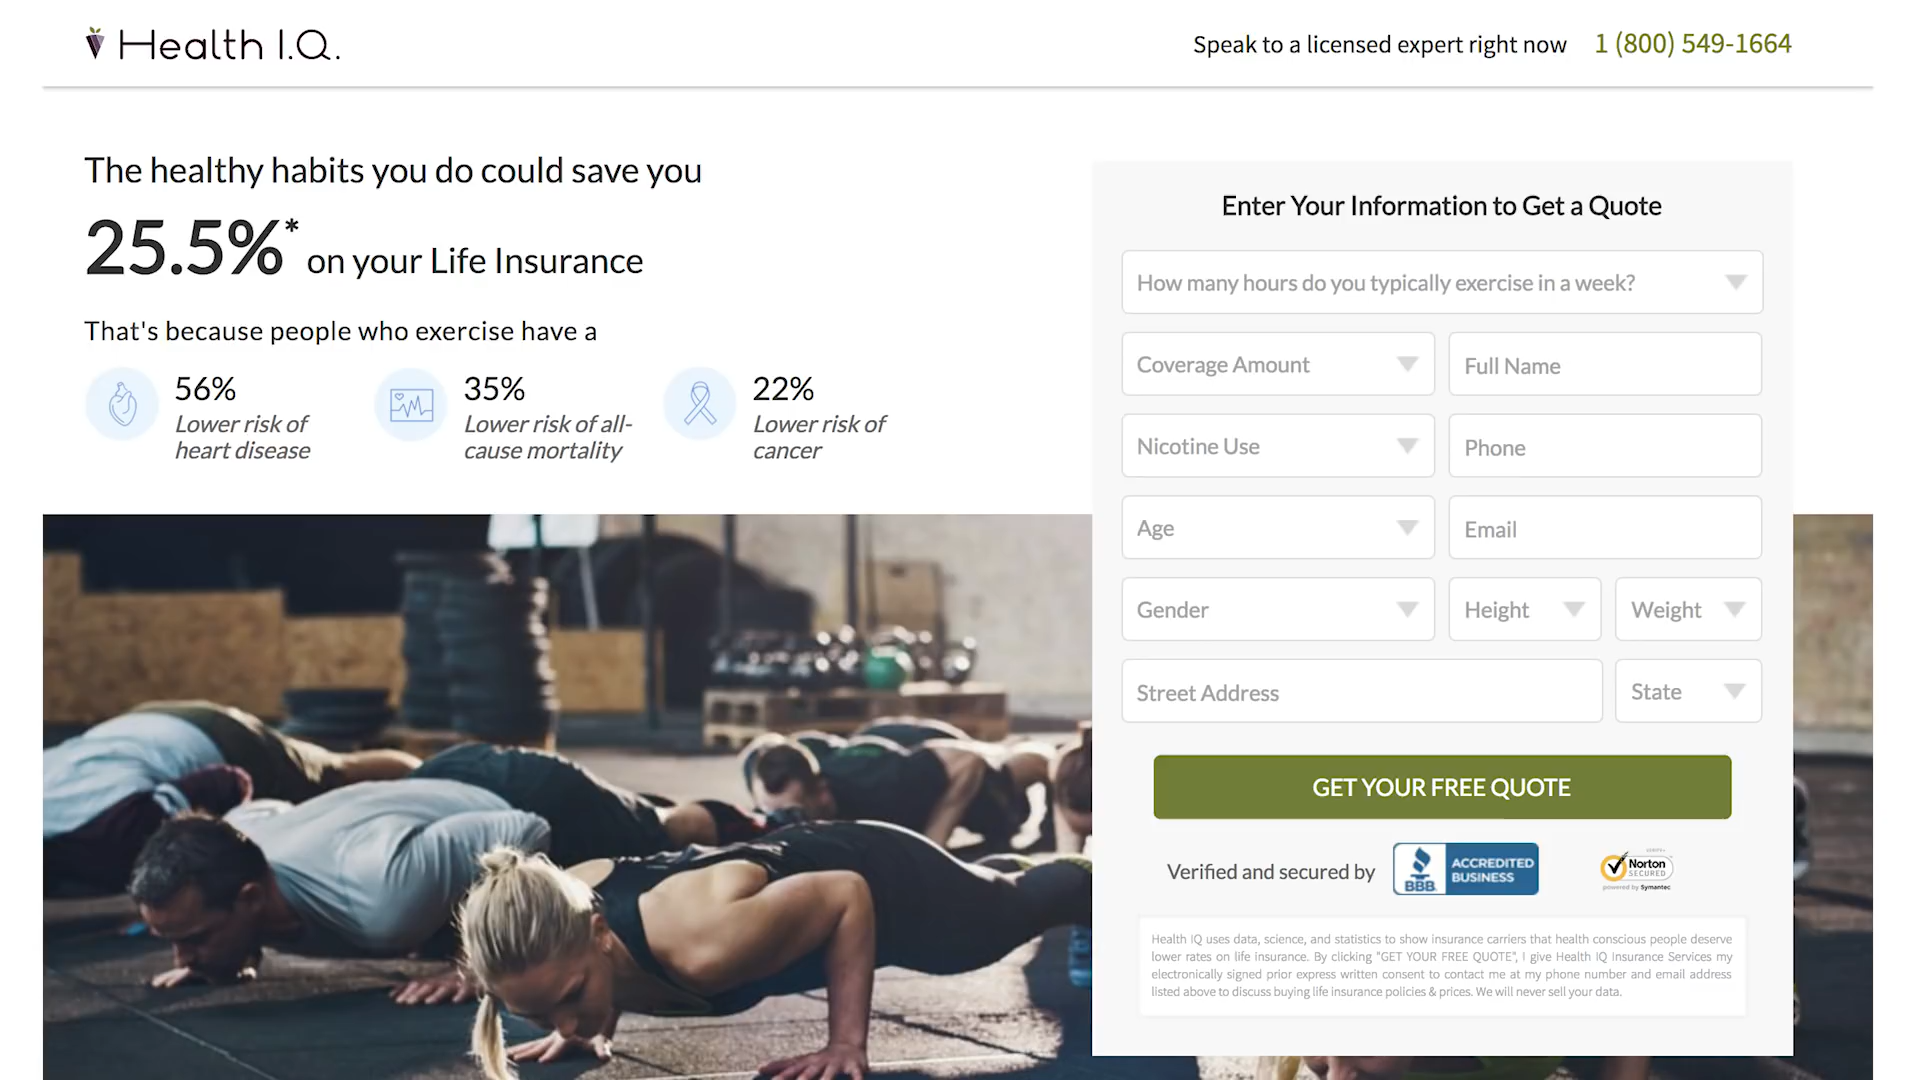 Health I.Q.
Speak to a licensed expert right now 1 (800) 549-1664
The healthy habits you do could save you
25.5%* on your Life Insurance
That's because people who exercise have a
56%
Lower risk of
heart disease
35%
Lower risk of all-
cause mortality
22%
Lower risk of
cancer
Enter Your Information to Get a Quote
How many hours do you typically exercise in a week?
Coverage Amount
Full Name
Nicotine Use
Phone
Age
Email
Gender
Height
Weight
Street Address
State
GET YOUR FREE QUOTE
Verified and secured by
BBB.
ACCREDITED
BUSINESS
Norton
SECURED
powered by Symantec
Health IQ uses data, science, and statistics to show insurance carriers that health conscious people deserve
lower rates on life insurance. By clicking "GET YOUR FREE QUOTE", I give Health IQ Insurance Services my
electronically signed prior express written consent to contact me at my phone number and email address
listed above to discuss buying life insurance policies & prices. We will never sell your data.